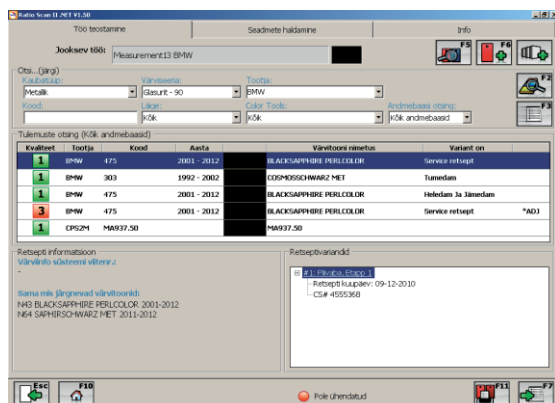 Ratio Scan II .NET V1.50
Töö teostamine
Seadmete haldamine
Info
Jooksev töö:
Measurement13 BMW
F5
F6
Otsi...(järgi)
Kaubatüüp:
Värviseeria:
Tootja:
F2
Metallik
Glasurit - 90
BMW
Kood:
Läige:
Color Tools:
Andmebaasi otsing:
F3
Kõik
Kõik
Kõik andmebaasid
Tulemuste otsing (Kõik andmebaasid)
Kvaliteet Tootja Kood Aasta Värvitooni nimetus Variant on
1 BMW 475 2001 - 2012 BLACKSAPPHIRE PERLCOLOR Service retsept
1 BMW 303 1992 - 2002 COSMOSSCHWARZ MET Tumedam
1 BMW 475 2001 - 2012 BLACKSAPPHIRE PERLCOLOR Heledam Ja Jämedam
3 BMW 475 2001 - 2012 BLACKSAPPHIRE PERLCOLOR Service retsept *ADJ
1 CPS2M MA937.50 MA937.50
Retsepti informatsioon
Retseptivariandid
Värviinfo süsteemi viitenr.:
-
#1: Pliivaba, Etapp 1
Retsepti kuupäev: 09-12-2010
CS# 4555368
Sama mis järgnevad värvitoonid:
N43 BLACKSAPPHIRE PERLCOLOR 2001-2012
N64 SAPHIRSCHWARZ MET 2011-2012
Esc
F10
Pole ühendatud
F11
F7